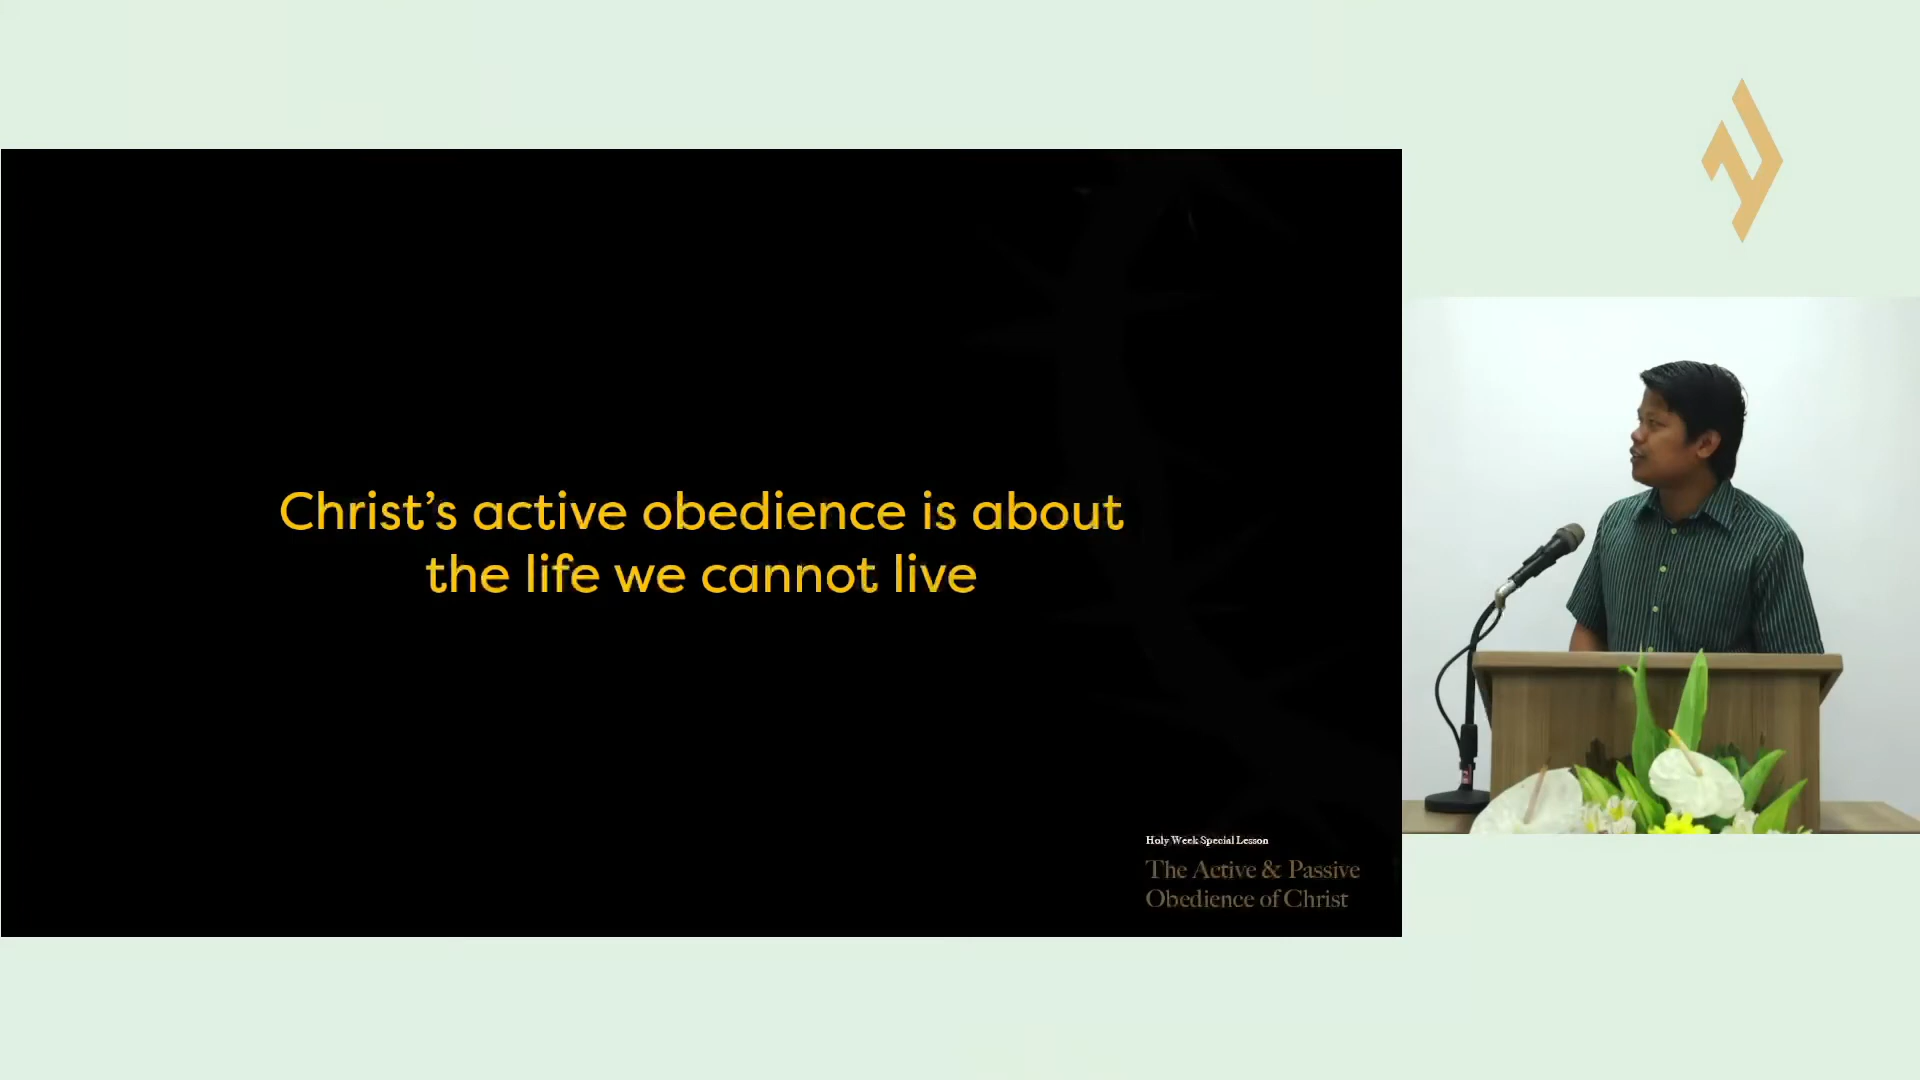 Christ’s active obedience is about
the life we cannot live
Holy Week Special Lesson
The Active & Passive
Obedience of Christ